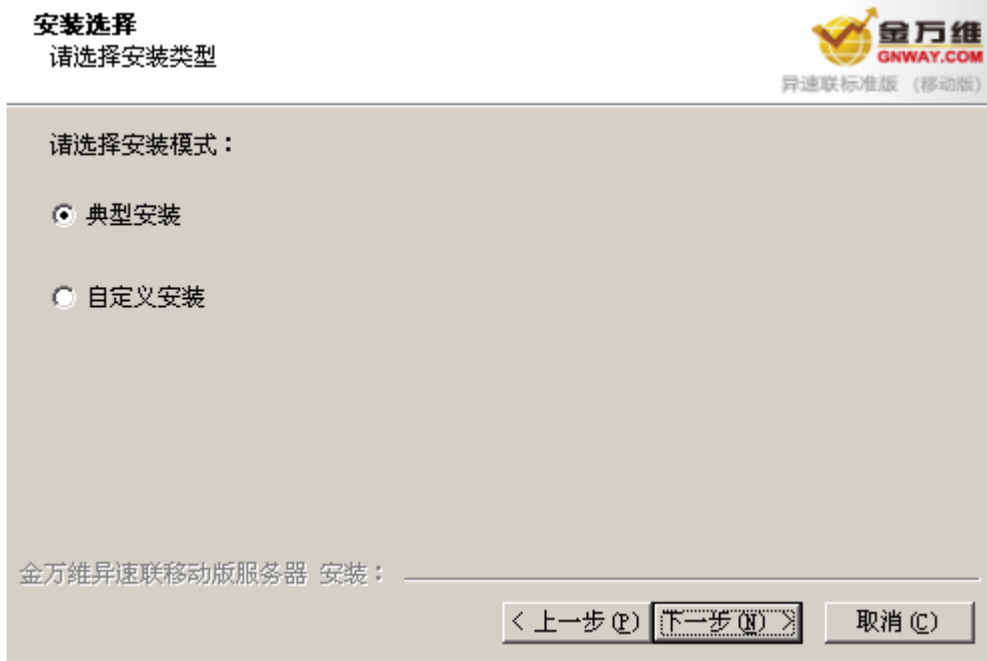 安装选择
请选择安装类型
金万维
GNWAY.COM
异速联标准版 （移动版）
请选择安装模式：
典型安装
自定义安装
金万维异速联移动版服务器 安装：
< 上一步(P)
下一步(N) >
取消(C)